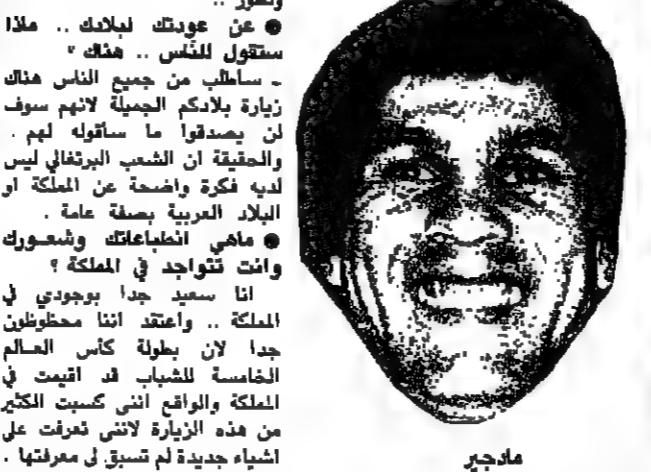 وتطور ..
● عن عودتك لبلادك .. ماذا
ستقول للناس .. هناك ؟
ـ سأطلب من جميع الناس هناك
زيارة بلادكم الجميلة لانهم سوف
لن يصدقوا ما سأقوله لهم .
والحقيقة ان الشعب البرتغالي ليس
لديه فكرة واضحة عن المملكة او
البلاد العربية بصفة عامة .
● ماهي انطباعاتك وشعورك
وانت تتواجد في المملكة ؟
انا سعيد جدا بوجودي في
المملكة .. واعتقد اننا محظوظون
جدا لان بطولة كأس العالم
الخامسة للشباب قد اقيمت في
المملكة والواقع اننى كسبت الكثير
من هذه الزيارة لاننى تعرفت على
اشياء جديدة لم تسبق لى معرفتها .
مادجير